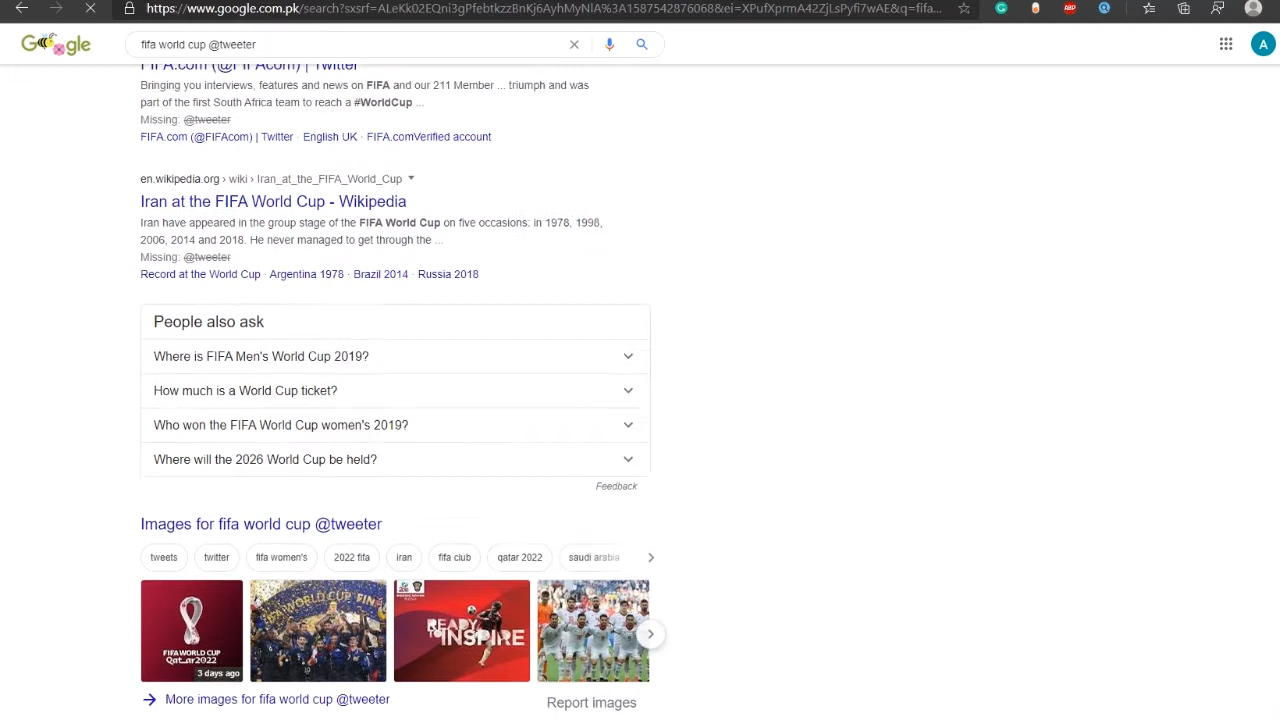 https://www.google.com.pk/search?sxsrf=ALeKk02EQni3gPfebtkzzBnKj6AyhMyNlA%3A1587542876068&ei=XPufXprmA42ZjLsPyfi7wAE&q=fifa...
Google
fifa world cup @tweeter
A
FIFA.com (@FIFAcom) | Twitter
Bringing you interviews, features and news on FIFA and our 211 Member ... triumph and was
part of the first South Africa team to reach a #WorldCup ...
Missing: @tweeter
FIFA.com (@FIFAcom) | Twitter · English UK · FIFA.comVerified account
en.wikipedia.org › wiki › Iran_at_the_FIFA_World_Cup
Iran at the FIFA World Cup - Wikipedia
Iran have appeared in the group stage of the FIFA World Cup on five occasions: in 1978, 1998,
2006, 2014 and 2018. He never managed to get through the ...
Missing: @tweeter
Record at the World Cup · Argentina 1978 · Brazil 2014 · Russia 2018
People also ask
Where is FIFA Men's World Cup 2019?
How much is a World Cup ticket?
Who won the FIFA World Cup women's 2019?
Where will the 2026 World Cup be held?
Feedback
Images for fifa world cup @tweeter
tweets twitter fifa women's 2022 fifa iran fifa club qatar 2022 saudi arabia
FIFA WORLD CUP
Qatar2022
3 days ago
WORLD CUP FIN
READY
TO INSPIRE
More images for fifa world cup @tweeter
Report images